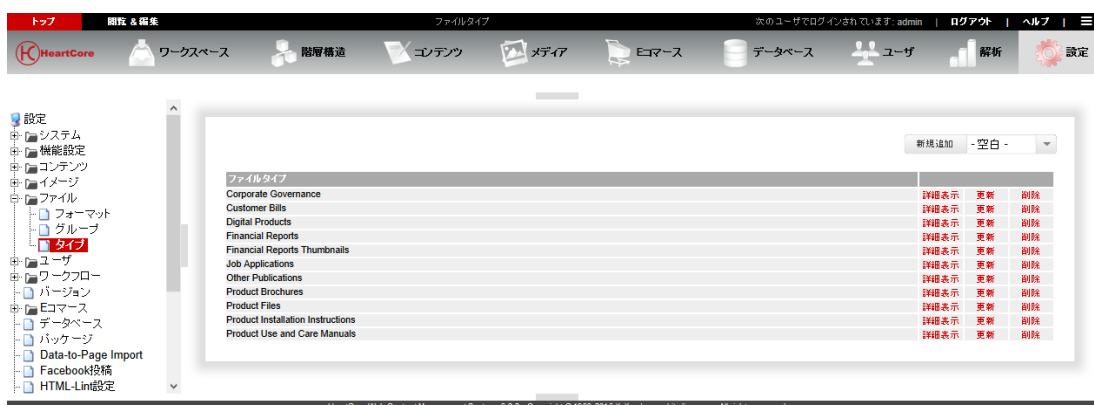 トップ 閲覧 & 編集 ファイルタイプ 次のユーザでログインされています: admin | ログアウト | ヘルプ |
HeartCore ワークスペース 階層構造 コンテンツ メディア Eコマース データベース ユーザ 解析 設定
設定
システム
機能設定
コンテンツ
イメージ
ファイル
フォーマット
グループ
タイプ
ユーザ
ワークフロー
バージョン
Eコマース
データベース
パッケージ
Data-to-Page Import
Facebook投稿
HTML-Lint設定
新規追加 - 空白 -
ファイルタイプ
Corporate Governance 詳細表示 更新 削除
Customer Bills 詳細表示 更新 削除
Digital Products 詳細表示 更新 削除
Financial Reports 詳細表示 更新 削除
Financial Reports Thumbnails 詳細表示 更新 削除
Job Applications 詳細表示 更新 削除
Other Publications 詳細表示 更新 削除
Product Brochures 詳細表示 更新 削除
Product Files 詳細表示 更新 削除
Product Installation Instructions 詳細表示 更新 削除
Product Use and Care Manuals 詳細表示 更新 削除